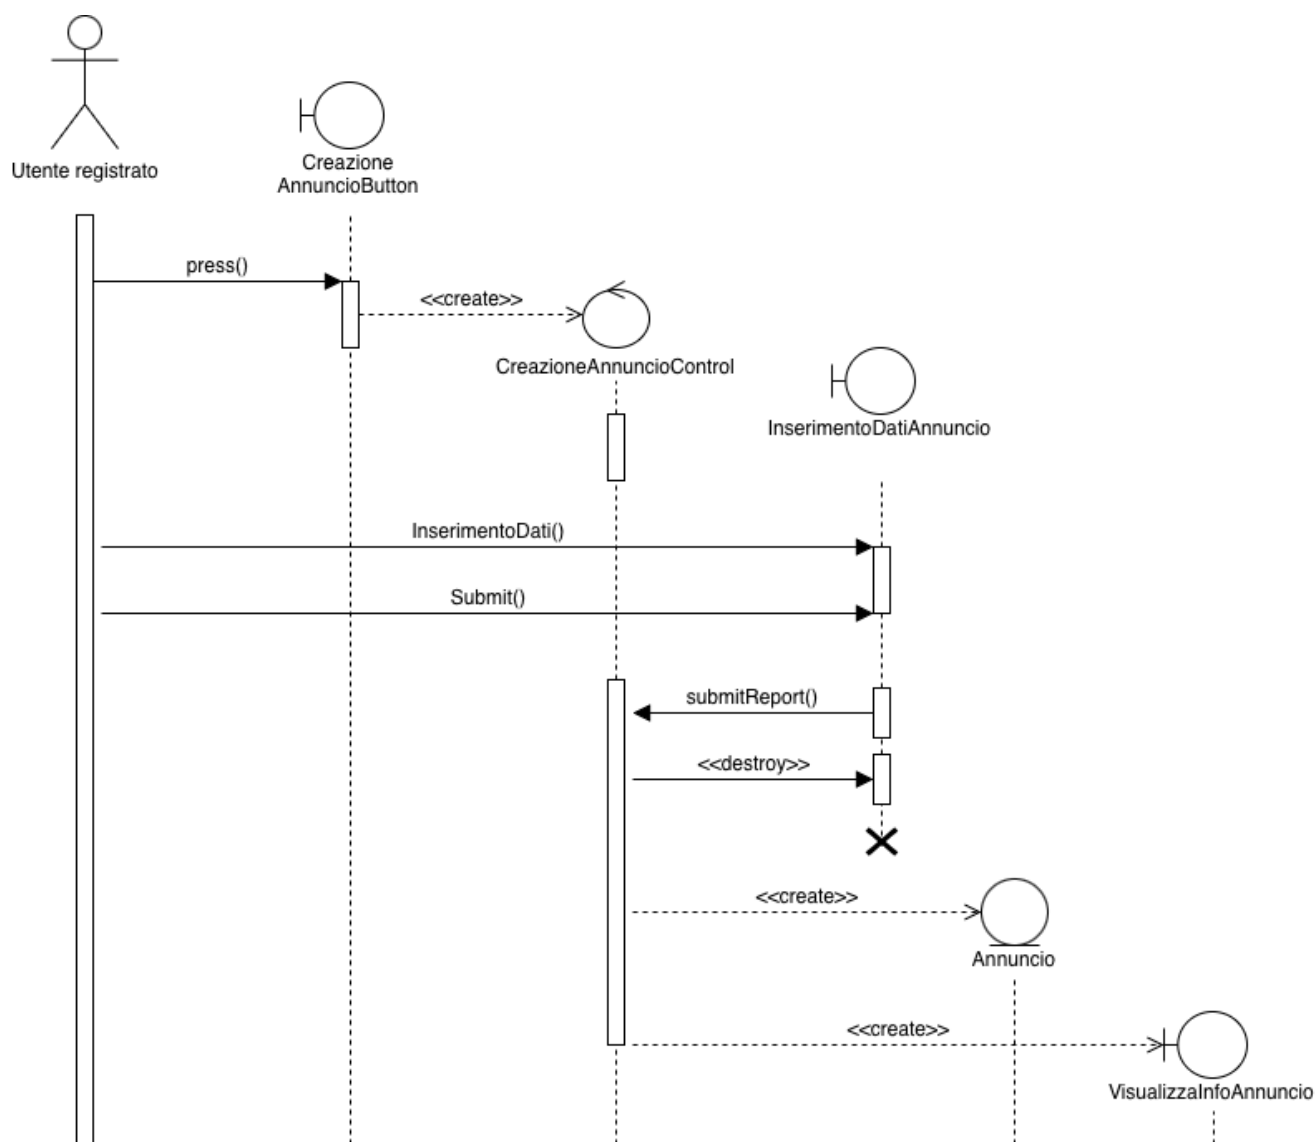 Utente registrato
Creazione
AnnuncioButton
press()
<<create>>
CreazioneAnnuncioControl
InserimentoDatiAnnuncio
InserimentoDati()
Submit()
submitReport()
<<destroy>>
<<create>>
Annuncio
<<create>>
VisualizzaInfoAnnuncio